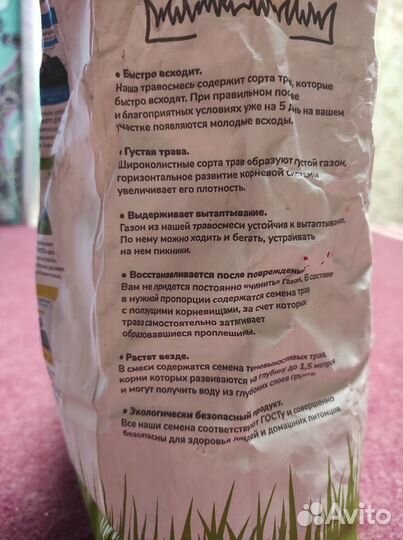 • Быстро всходит.
Наша травосмесь содержит сорта трав, которые
быстро всходят. При правильном посеве
и благоприятных условиях уже на 5 день на вашем
участке появляются молодые всходы.
• Густая трава.
Широколистные сорта трав образуют густой газон,
горизонтальное развитие корневой системы
увеличивает его плотность.
• Выдерживает вытаптывание.
Газон из нашей травосмеси устойчив к вытаптыванию.
По нему можно ходить и бегать, устраивать
на нем пикники.
• Восстанавливается после повреждений.
Вам не придется постоянно «чинить» газон. В составе
в нужной пропорции содержатся семена трав
с ползущими корневищами, за счет которых
трава самостоятельно затягивает
образовавшиеся проплешины.
• Растет везде.
В смеси содержатся семена теневыносливых трав,
корни которых развиваются на глубину до 1,5 метров
и могут получить воду из глубоких слоев грунта.
• Экологически безопасный продукт.
Все наши семена соответствуют ГОСТу и совершенно
безопасны для здоровья людей и домашних питомцев.
Avito